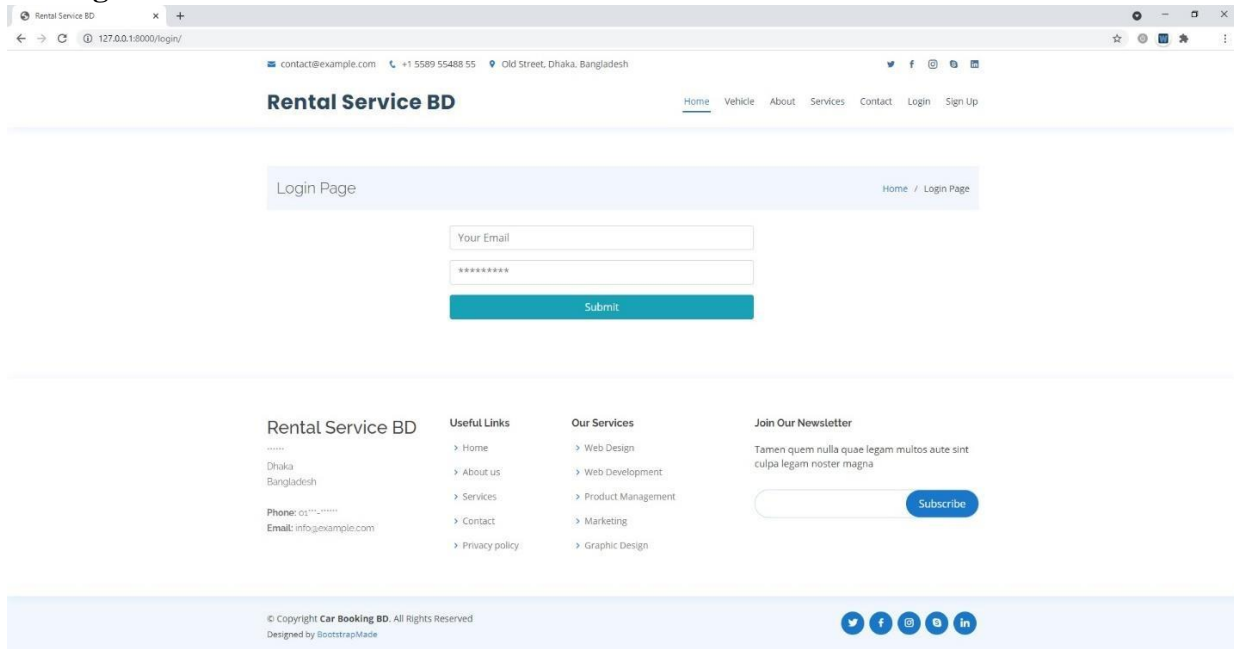 Rental Service BD
127.0.0.1:8000/login/
contact@example.com +1 5589 55488 55 Old Street, Dhaka, Bangladesh
Rental Service BD
Home Vehicle About Services Contact Login Sign Up
Login Page
Home / Login Page
Your Email
*********
Submit
Rental Service BD
******
Dhaka
Bangladesh
Phone: 01***-******
Email: info@example.com
Useful Links
Home
About us
Services
Contact
Privacy policy
Our Services
Web Design
Web Development
Product Management
Marketing
Graphic Design
Join Our Newsletter
Tamen quem nulla quae legam multos aute sint
culpa legam noster magna
Subscribe
© Copyright Car Booking BD. All Rights Reserved
Designed by BootstrapMade